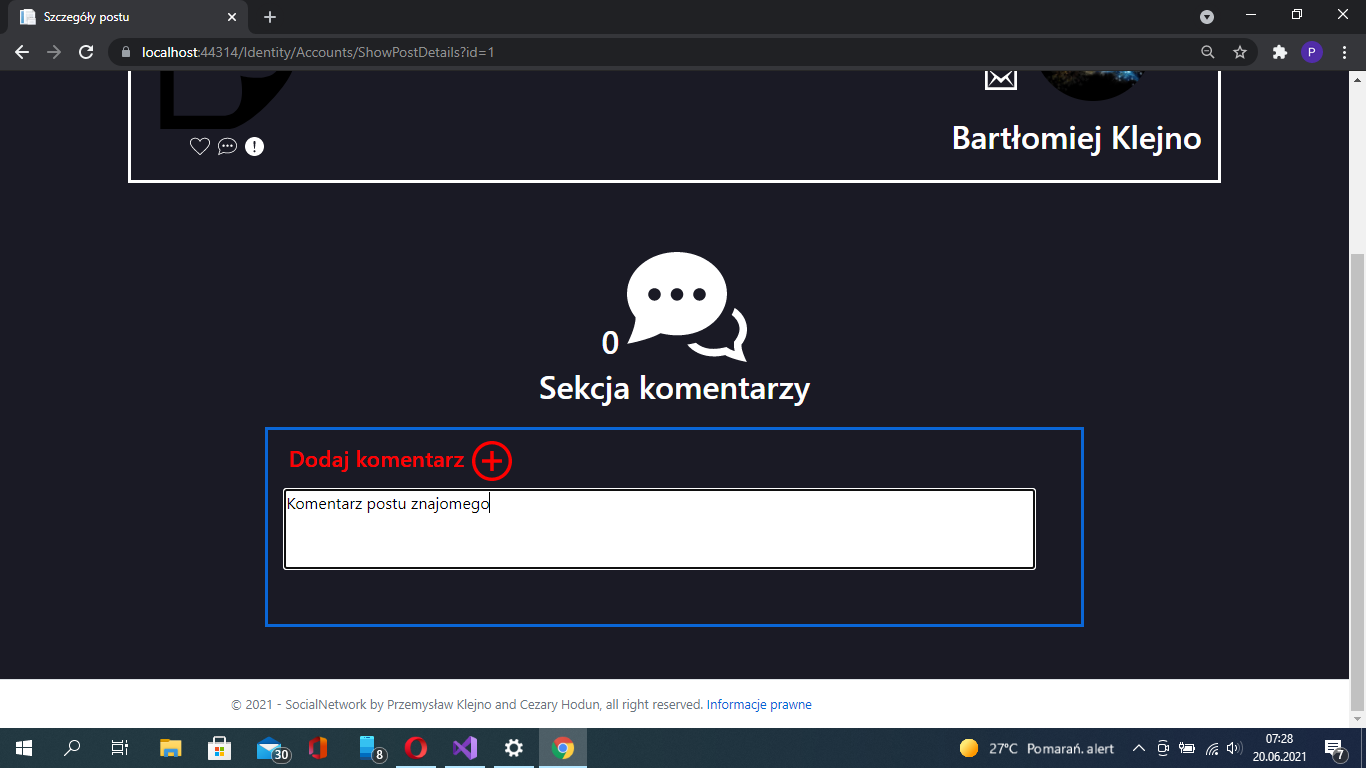 Szczegóły postu
localhost:44314/Identity/Accounts/ShowPostDetails?id=1
P
Bartłomiej Klejno
0
Sekcja komentarzy
Dodaj komentarz
Komentarz postu znajomego
© 2021 - SocialNetwork by Przemysław Klejno and Cezary Hodun, all right reserved. Informacje prawne
30
8
27°C Pomarań. alert
07:28
20.06.2021
7